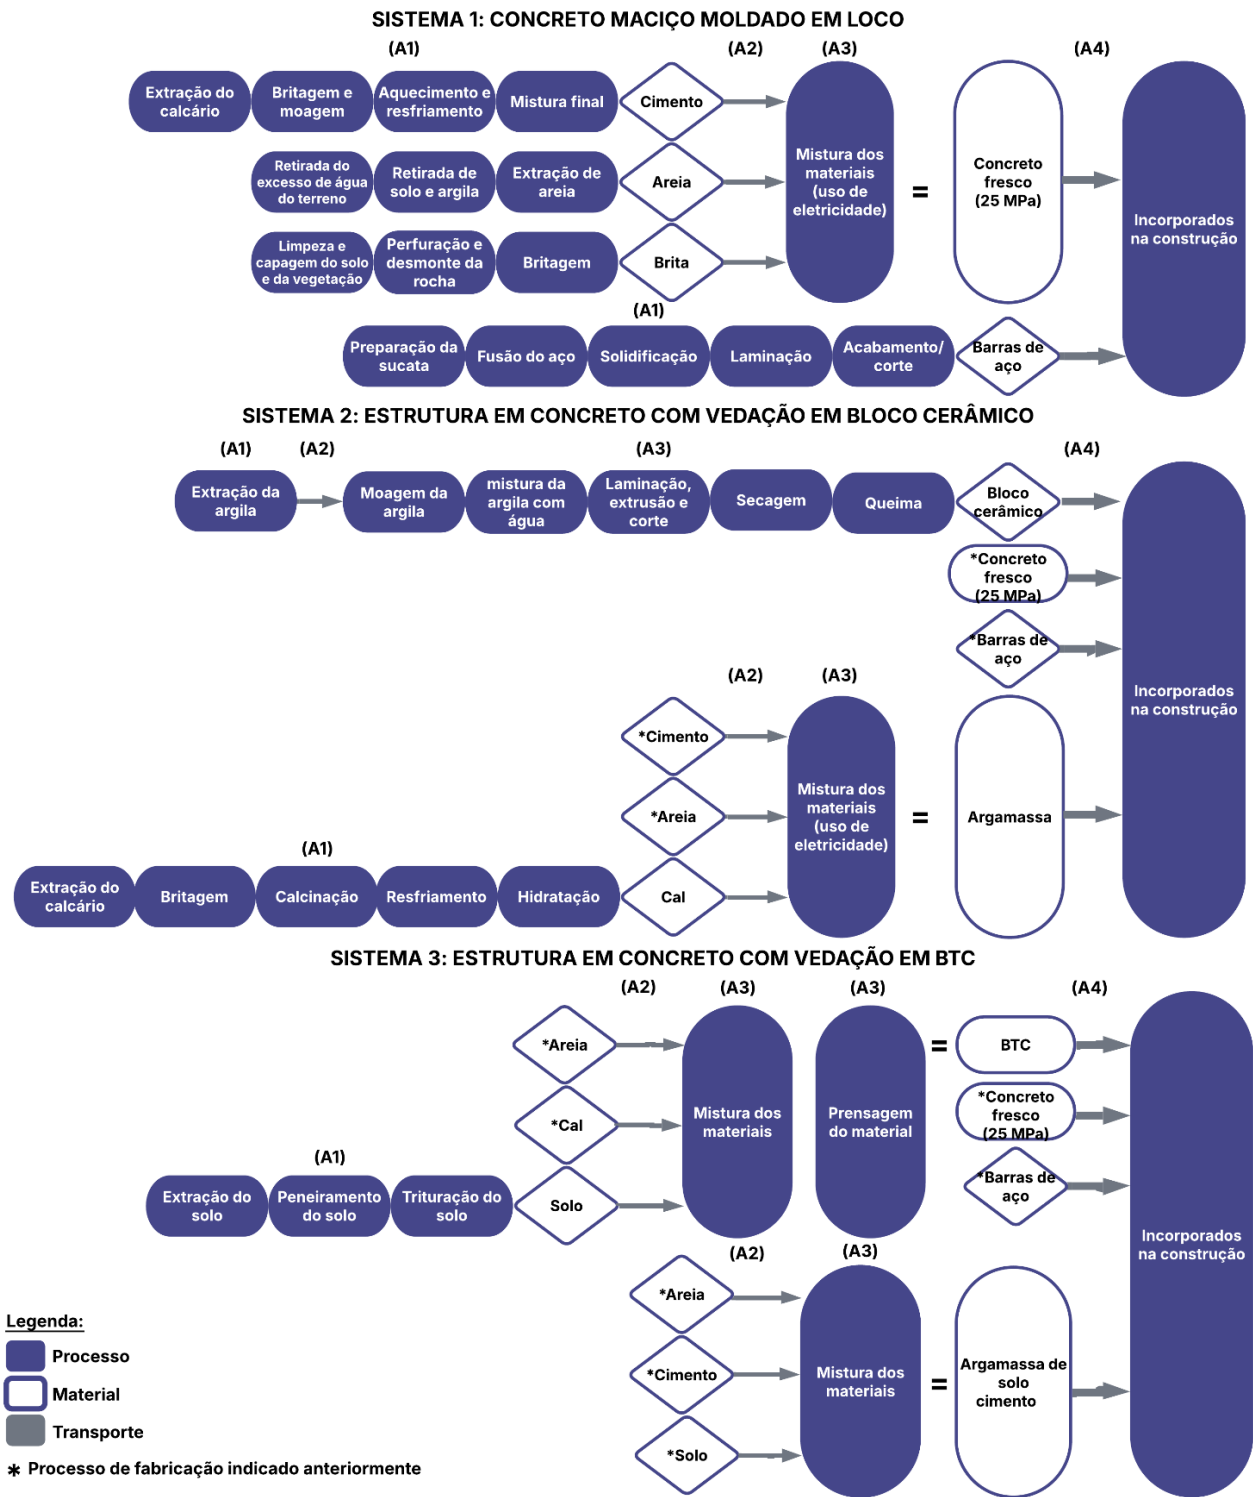 SISTEMA 1: CONCRETO MACIÇO MOLDADO EM LOCO
(A1)
(A2)
(A3)
(A4)
Extração do
calcário
Britagem e
moagem
Aquecimento e
resfriamento
Mistura final
Cimento
Retirada do
excesso de água
do terreno
Retirada de
solo e argila
Extração de
areia
Areia
Limpeza e
capagem do solo
e da vegetação
Perfuração e
desmonte da
rocha
Britagem
Brita
Mistura dos
materiais
(uso de
eletricidade)
=
Concreto
fresco
(25 MPa)
Incorporados
na construção
(A1)
Preparação da
sucata
Fusão do aço
Solidificação
Laminação
Acabamento/
corte
Barras de
aço
SISTEMA 2: ESTRUTURA EM CONCRETO COM VEDAÇÃO EM BLOCO CERÂMICO
(A1)
(A2)
(A3)
(A4)
Extração da
argila
Moagem da
argila
mistura da
argila com
água
Laminação,
extrusão e
corte
Secagem
Queima
Bloco
cerâmico
*Concreto
fresco
(25 MPa)
*Barras de
aço
Incorporados
na construção
(A2)
(A3)
*Cimento
*Areia
Mistura dos
materiais
(uso de
eletricidade)
=
Argamassa
(A1)
Extração do
calcário
Britagem
Calcinação
Resfriamento
Hidratação
Cal
SISTEMA 3: ESTRUTURA EM CONCRETO COM VEDAÇÃO EM BTC
(A2)
(A3)
(A3)
(A4)
*Areia
*Cal
(A1)
Extração do
solo
Peneiramento
do solo
Trituração do
solo
Solo
Mistura dos
materiais
Prensagem
do material
=
BTC
*Concreto
fresco
(25 MPa)
*Barras de
aço
Incorporados
na construção
(A2)
(A3)
*Areia
*Cimento
*Solo
Mistura dos
materiais
=
Argamassa de
solo
cimento
Legenda:
Processo
Material
Transporte
* Processo de fabricação indicado anteriormente